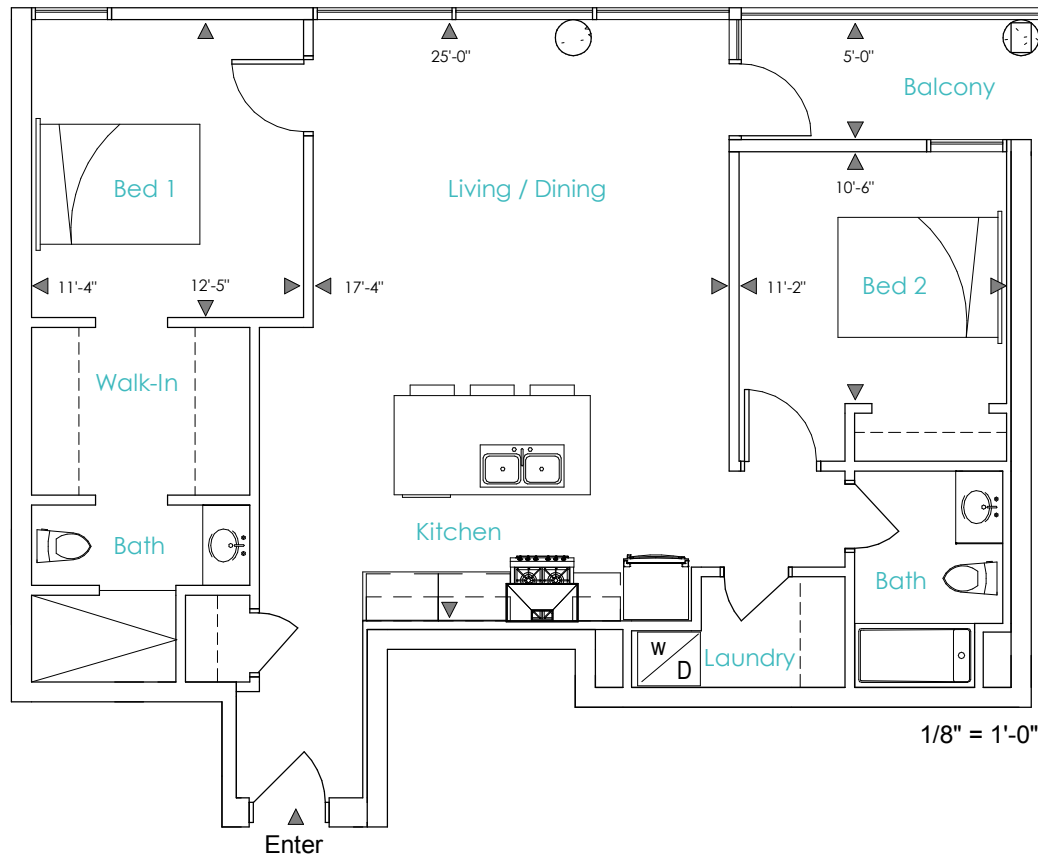 25'-0"
5'-0"
Balcony
Bed 1
Living / Dining
10'-6"
11'-4"
12'-5"
17'-4"
11'-2"
Bed 2
Walk-In
Kitchen
Bath
Bath
W
D
Laundry
1/8" = 1'-0"
Enter